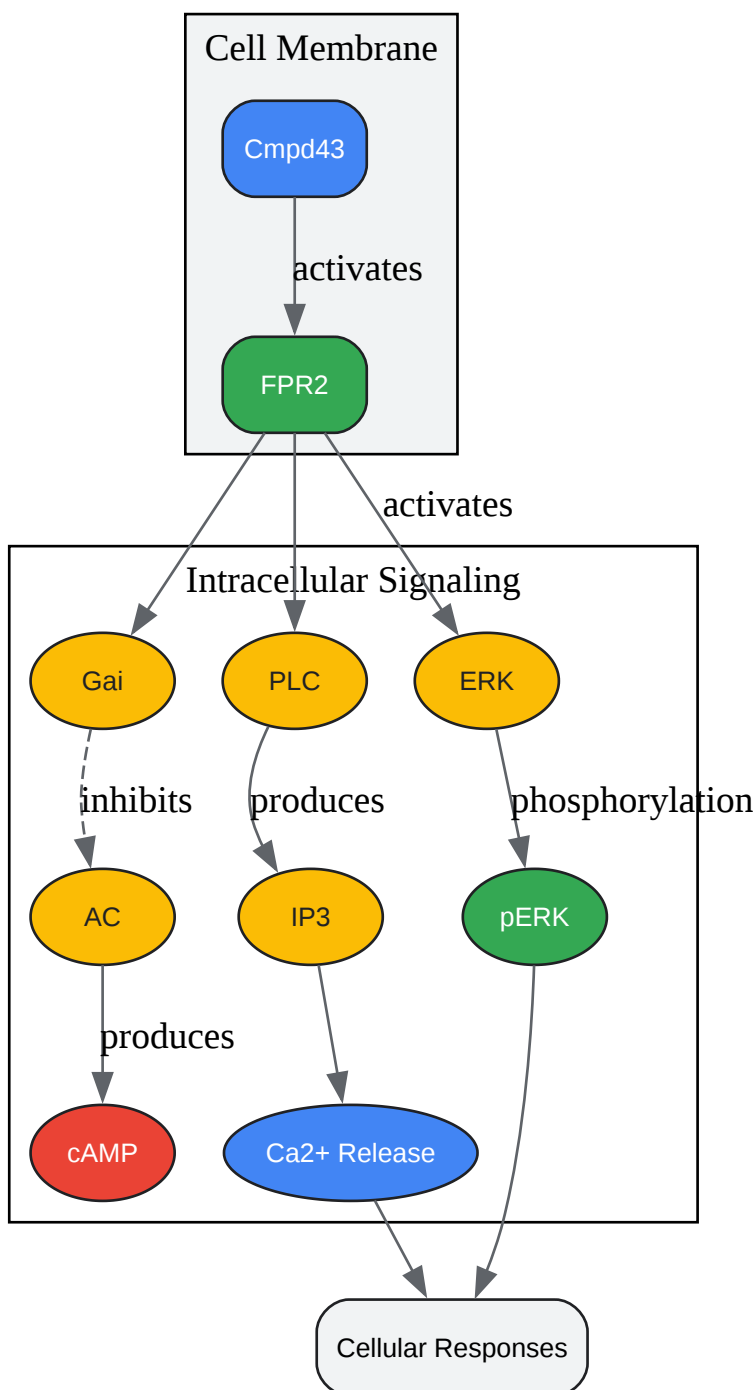 Cell Membrane
Cmpd43
activates
FPR2
activates
Intracellular Signaling
Gai
PLC
ERK
inhibits
produces
phosphorylation
AC
IP3
pERK
produces
cAMP
Ca2+ Release
Cellular Responses